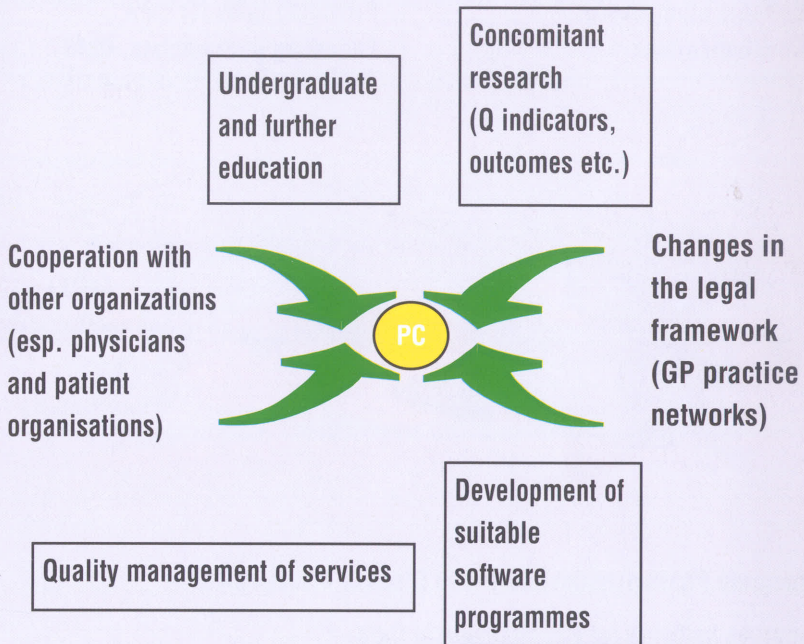 Undergraduate
and further
education
Concomitant
research
(Q indicators,
outcomes etc.)
Cooperation with
other organizations
(esp. physicians
and patient
organisations)
PC
Changes in
the legal
framework
(GP practice
networks)
Quality management of services
Development of
suitable
software
programmes